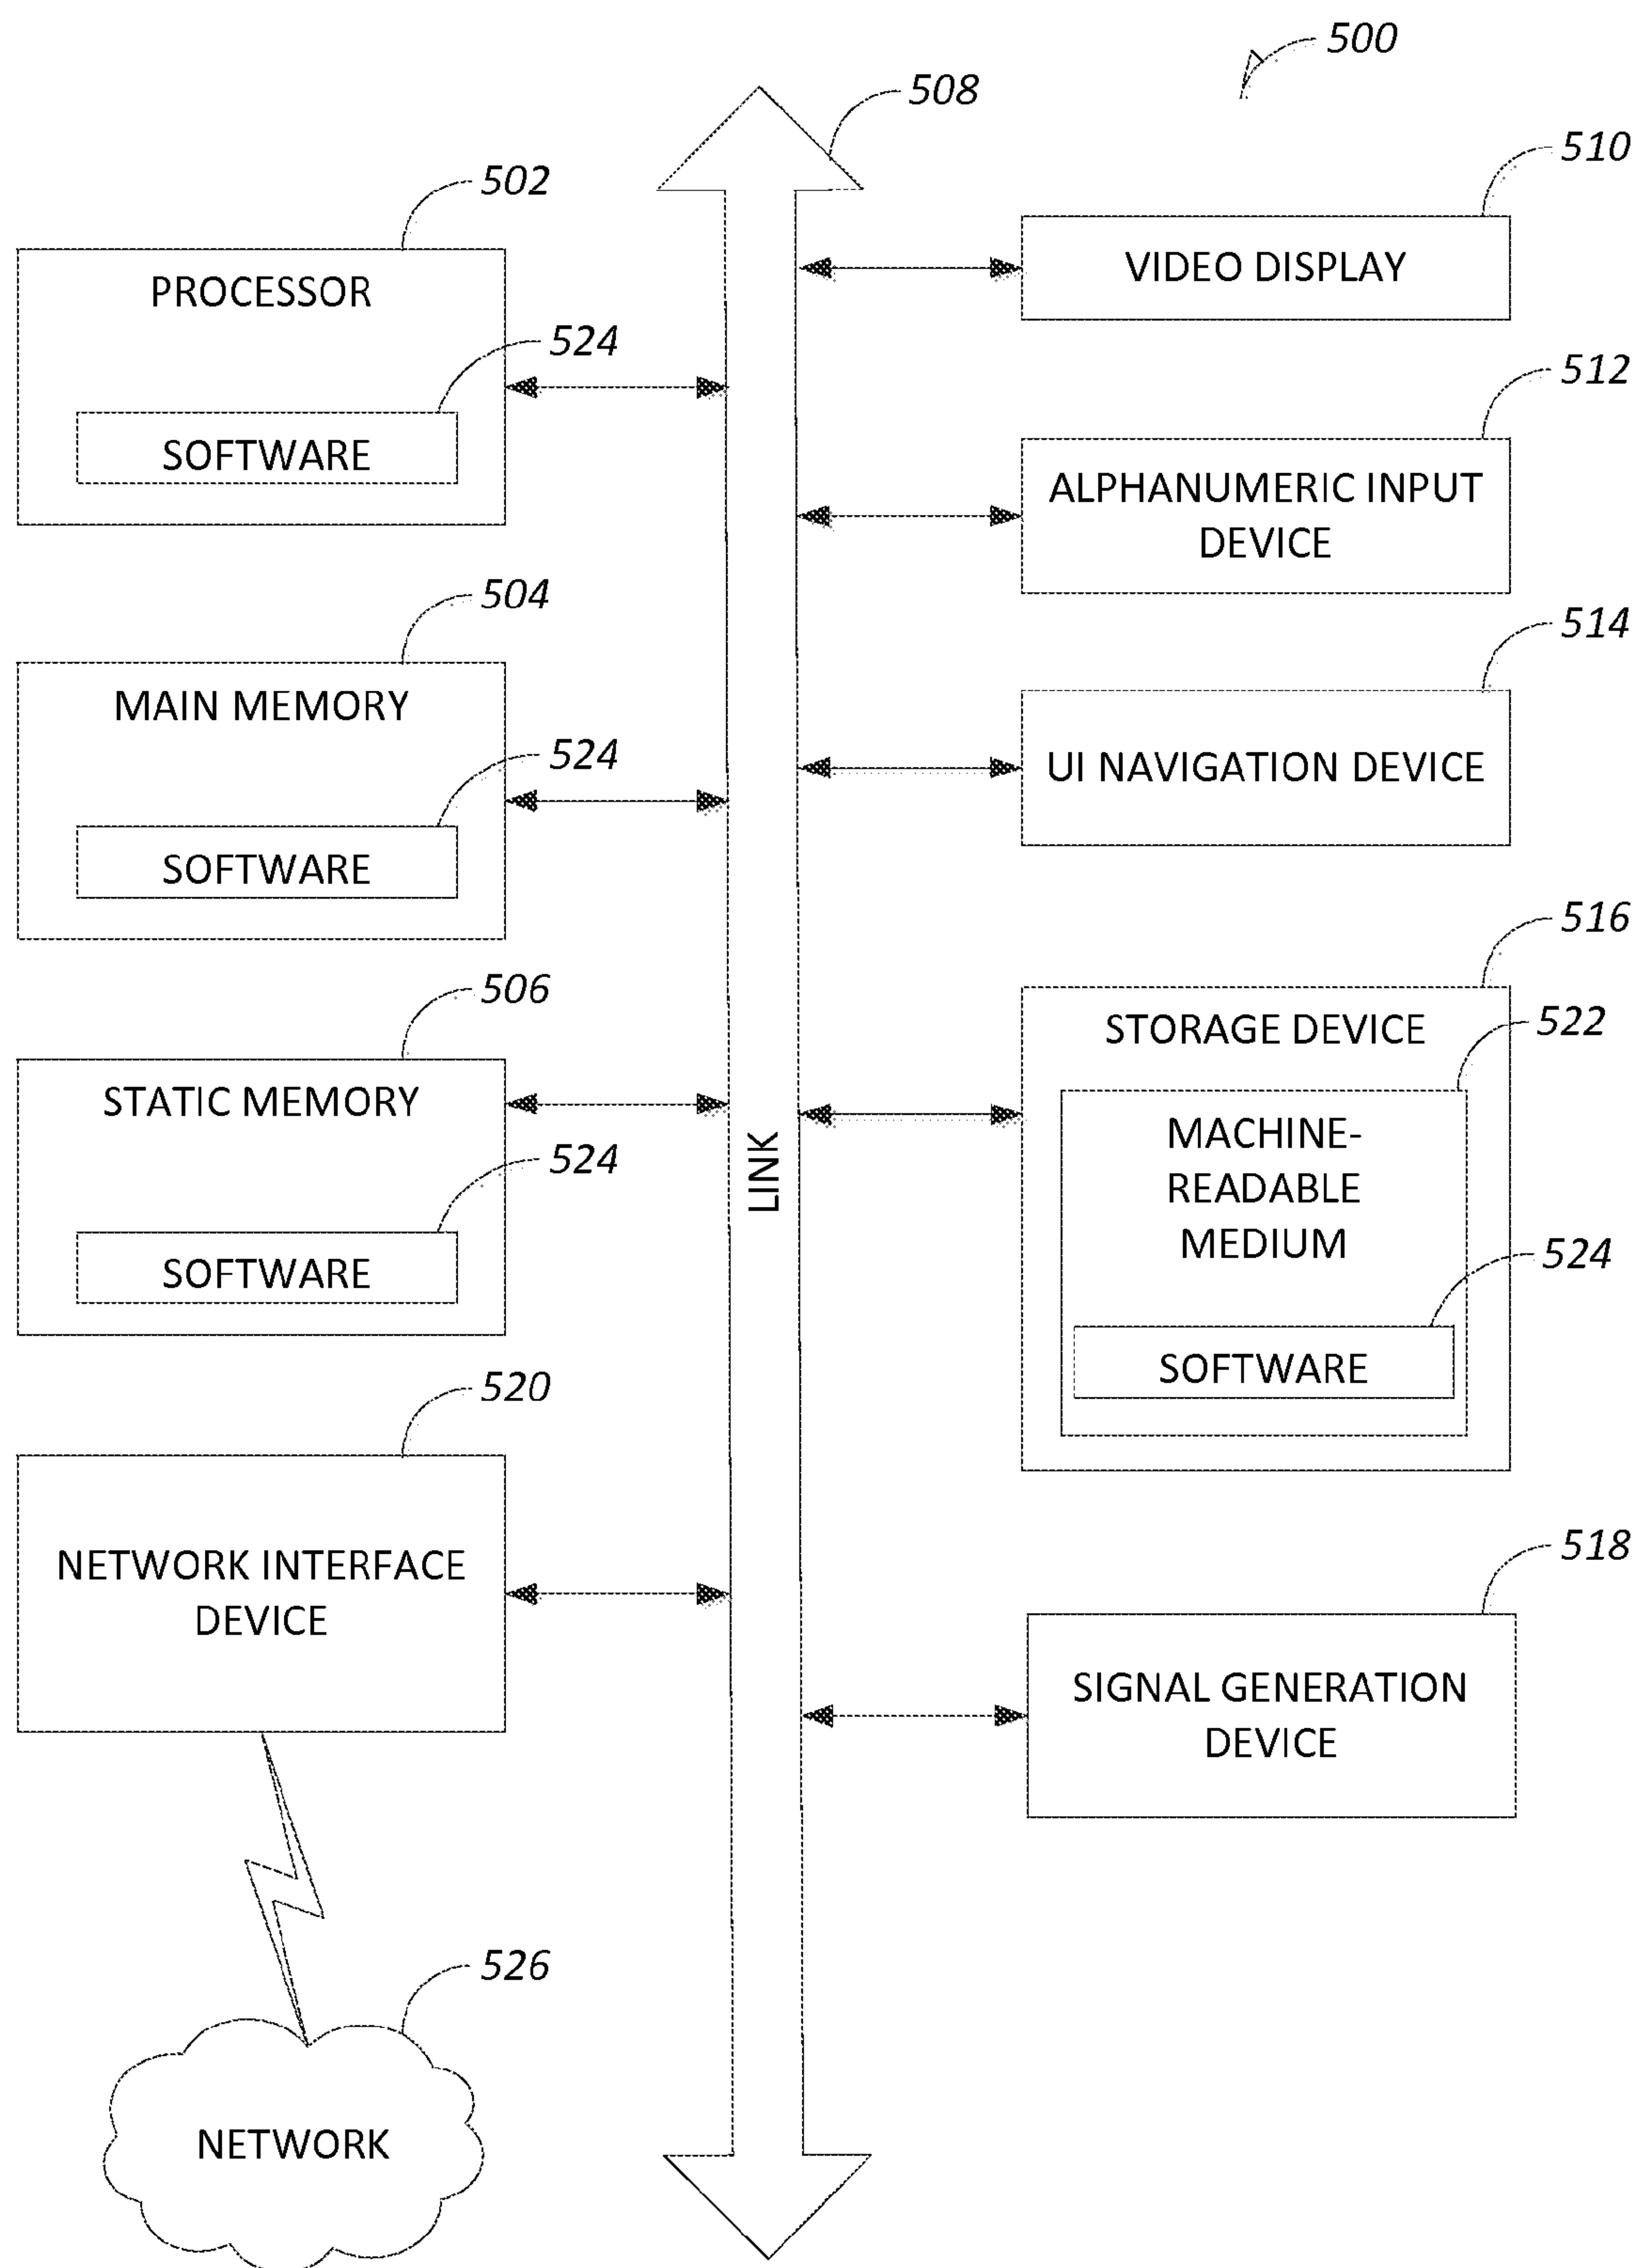 500
508
502
PROCESSOR
524
SOFTWARE
504
MAIN MEMORY
524
SOFTWARE
506
STATIC MEMORY
524
SOFTWARE
520
NETWORK INTERFACE
DEVICE
526
NETWORK
LINK
510
VIDEO DISPLAY
512
ALPHANUMERIC INPUT
DEVICE
514
UI NAVIGATION DEVICE
516
STORAGE DEVICE
522
MACHINE-
READABLE
MEDIUM
524
SOFTWARE
518
SIGNAL GENERATION
DEVICE